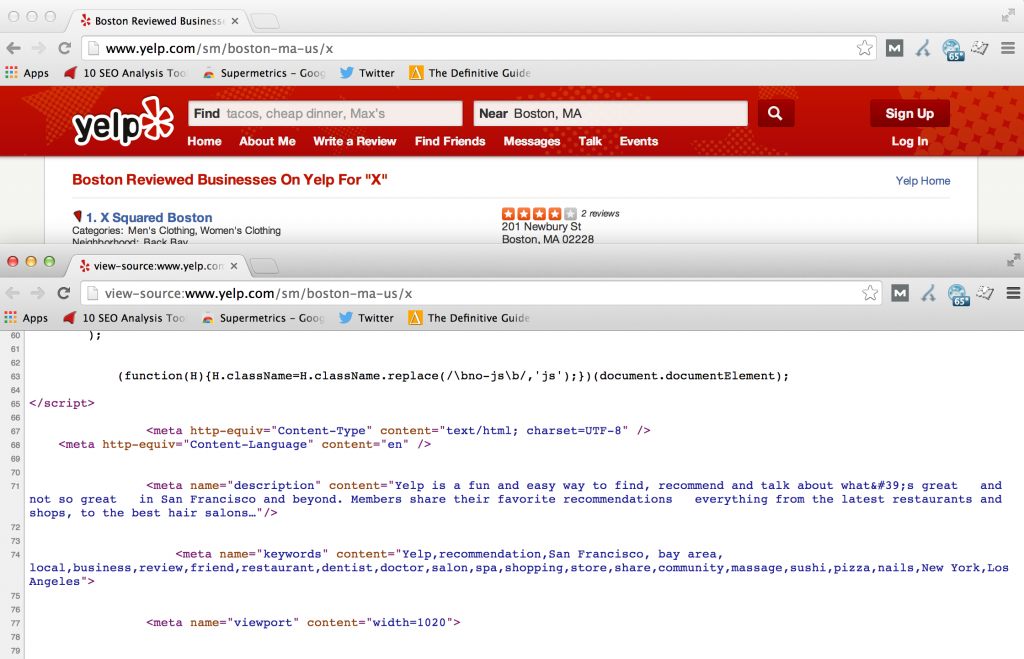 Boston Reviewed Business
www.yelp.com/sm/boston-ma-us/x
M
65°
Apps 10 SEO Analysis Too Supermetrics – Goog Twitter The Definitive Guide
yelp
Find tacos, cheap dinner, Max's
Near Boston, MA
Sign Up
Home About Me Write a Review Find Friends Messages Talk Events Log In
Boston Reviewed Businesses On Yelp For "X" Yelp Home
1. X Squared Boston 2 reviews
Categories: Men's Clothing, Women's Clothing 201 Newbury St
Neighborhood: Back Bay Boston, MA 02228
view-source:www.yelp.com
view-source:www.yelp.com/sm/boston-ma-us/x
M
65°
Apps 10 SEO Analysis Too Supermetrics – Goog Twitter The Definitive Guide
60 );
61
62
63 (function(H){H.className=H.className.replace(/\bno-js\b/,'js');})(document.documentElement);
64
65 </script>
66
67 <meta http-equiv="Content-Type" content="text/html; charset=UTF-8" />
68 <meta http-equiv="Content-Language" content="en" />
69
70
71 <meta name="description" content="Yelp is a fun and easy way to find, recommend and talk about what&#39;s great   and
not so great   in San Francisco and beyond. Members share their favorite recommendations   everything from the latest restaurants and
shops, to the best hair salons…"/>
72
73
74 <meta name="keywords" content="Yelp,recommendation,San Francisco, bay area,
local,business,review,friend,restaurant,dentist,doctor,salon,spa,shopping,store,share,community,massage,sushi,pizza,nails,New York,Los
Angeles">
75
76
77 <meta name="viewport" content="width=1020">
78
79